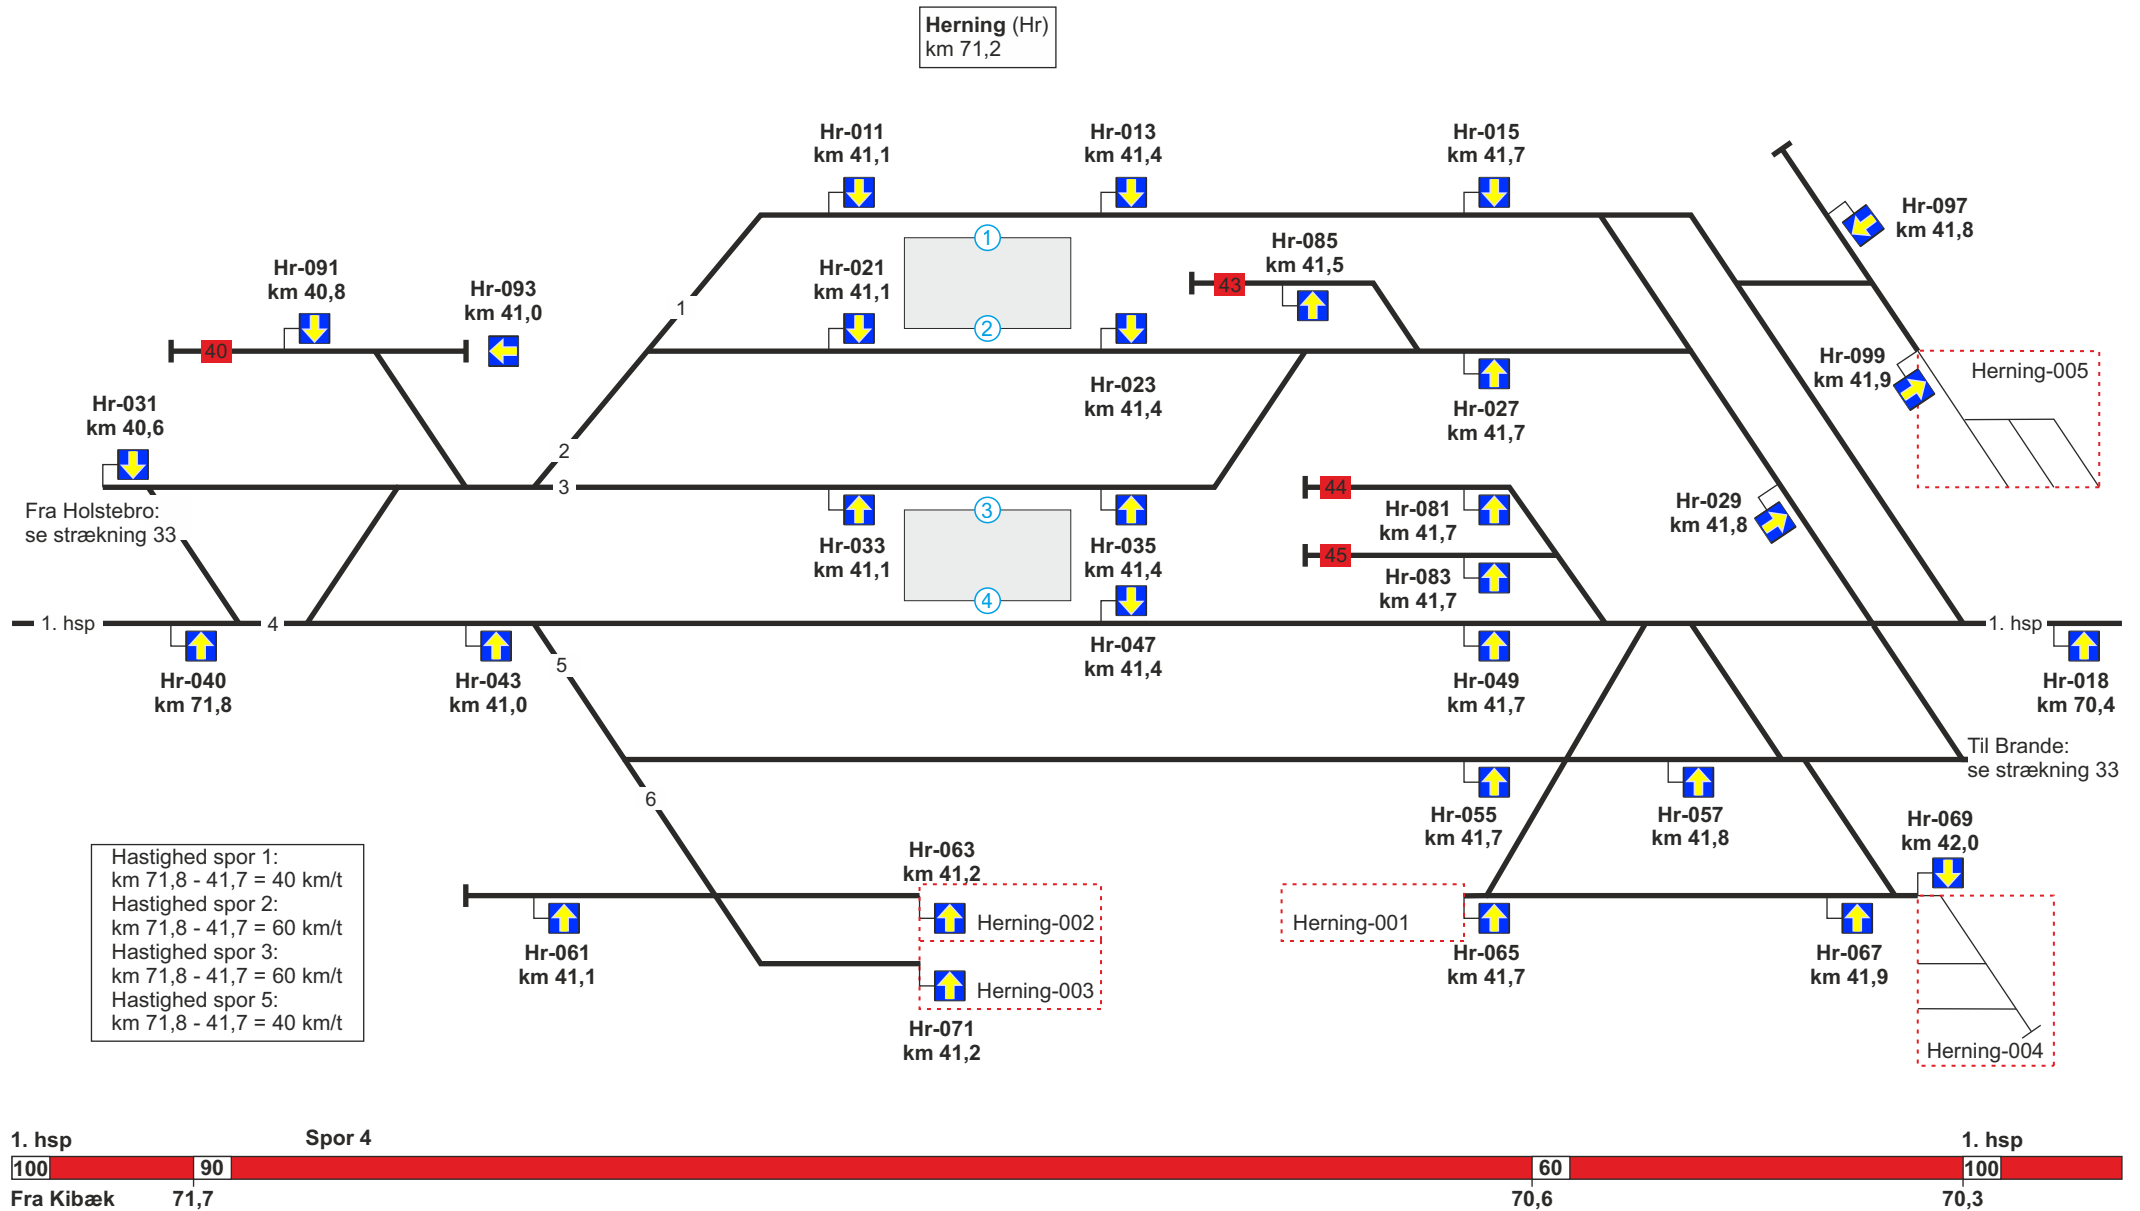 Herning (Hr)
km 71,2
Hr-011
km 41,1
Hr-013
km 41,4
Hr-015
km 41,7
Hr-097
km 41,8
1
Hr-085
km 41,5
43
Hr-091
km 40,8
Hr-093
km 41,0
Hr-021
km 41,1
1
2
40
Hr-023
km 41,4
Hr-027
km 41,7
Hr-099
km 41,9
Herning-005
Hr-031
km 40,6
2
3
Fra Holstebro:
se strækning 33
3
44
Hr-081
km 41,7
Hr-029
km 41,8
Hr-033
km 41,1
Hr-035
km 41,4
45
Hr-083
km 41,7
4
1. hsp
4
1. hsp
Hr-040
km 71,8
Hr-043
km 41,0
5
Hr-047
km 41,4
Hr-049
km 41,7
Hr-018
km 70,4
Til Brande:
se strækning 33
6
Hr-055
km 41,7
Hr-057
km 41,8
Hr-069
km 42,0
Hastighed spor 1:
km 71,8 - 41,7 = 40 km/t
Hastighed spor 2:
km 71,8 - 41,7 = 60 km/t
Hastighed spor 3:
km 71,8 - 41,7 = 60 km/t
Hastighed spor 5:
km 71,8 - 41,7 = 40 km/t
Hr-063
km 41,2
Herning-002
Herning-001
Hr-061
km 41,1
Hr-065
km 41,7
Hr-067
km 41,9
Herning-003
Hr-071
km 41,2
Herning-004
1. hsp
Spor 4
1. hsp
100
90
60
100
Fra Kibæk
71,7
70,6
70,3